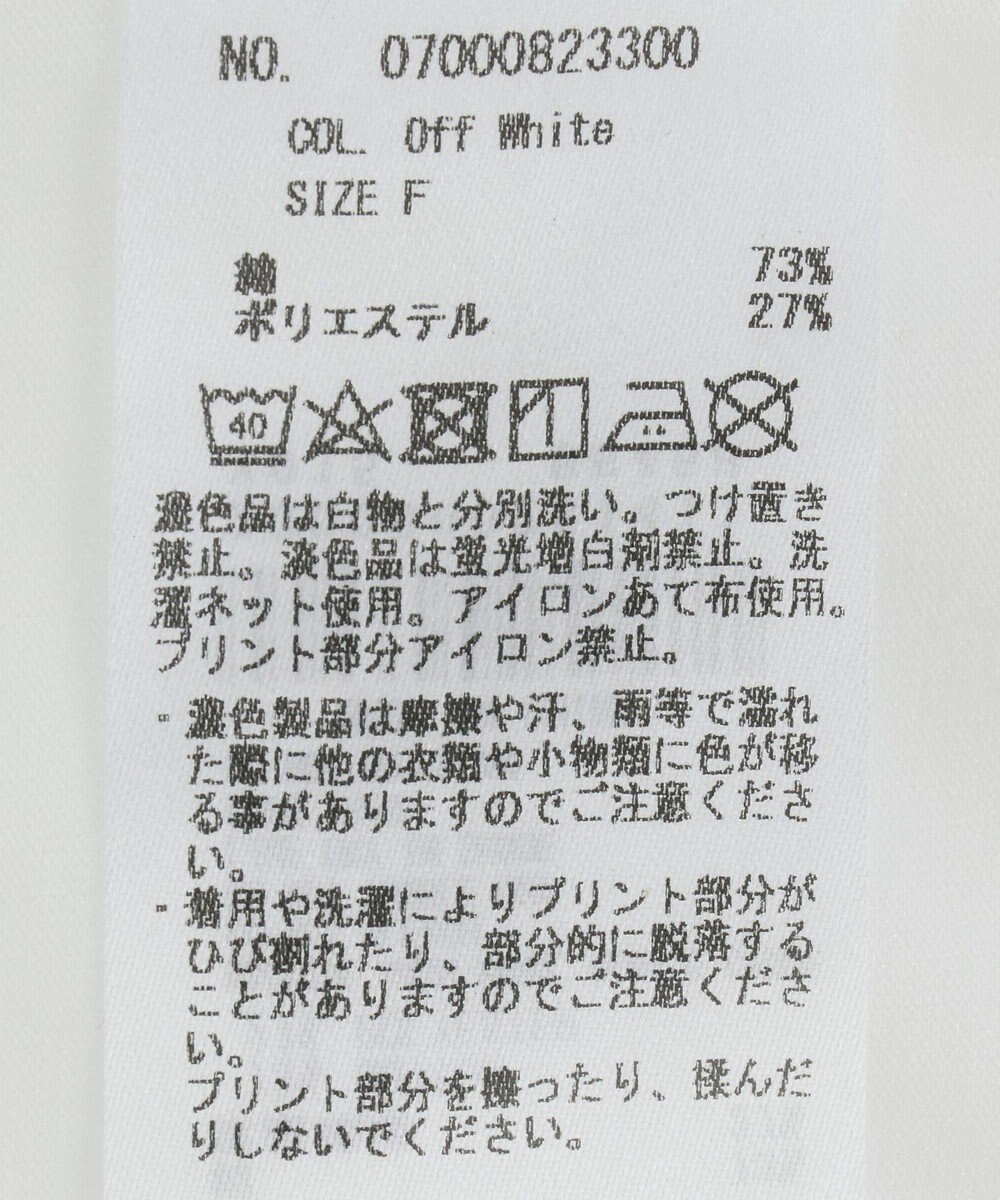 NO. 07000823300
COL. Off White
SIZE F
綿 73%
ポリエステル 27%
40
濃色品は白物と分別洗い。つけ置き
禁止。淡色品は蛍光増白剤禁止。洗
濯ネット使用。アイロンあて布使用。
プリント部分アイロン禁止。
・濃色製品は摩擦や汗、雨等で濡れ
た際に他の衣類や小物類に色が移
る事がありますのでご注意くださ
い。
・着用や洗濯によりプリント部分が
ひび割れたり、部分的に脱落する
ことがありますのでご注意くださ
い。
プリント部分を擦ったり、揉んだ
りしないでください。